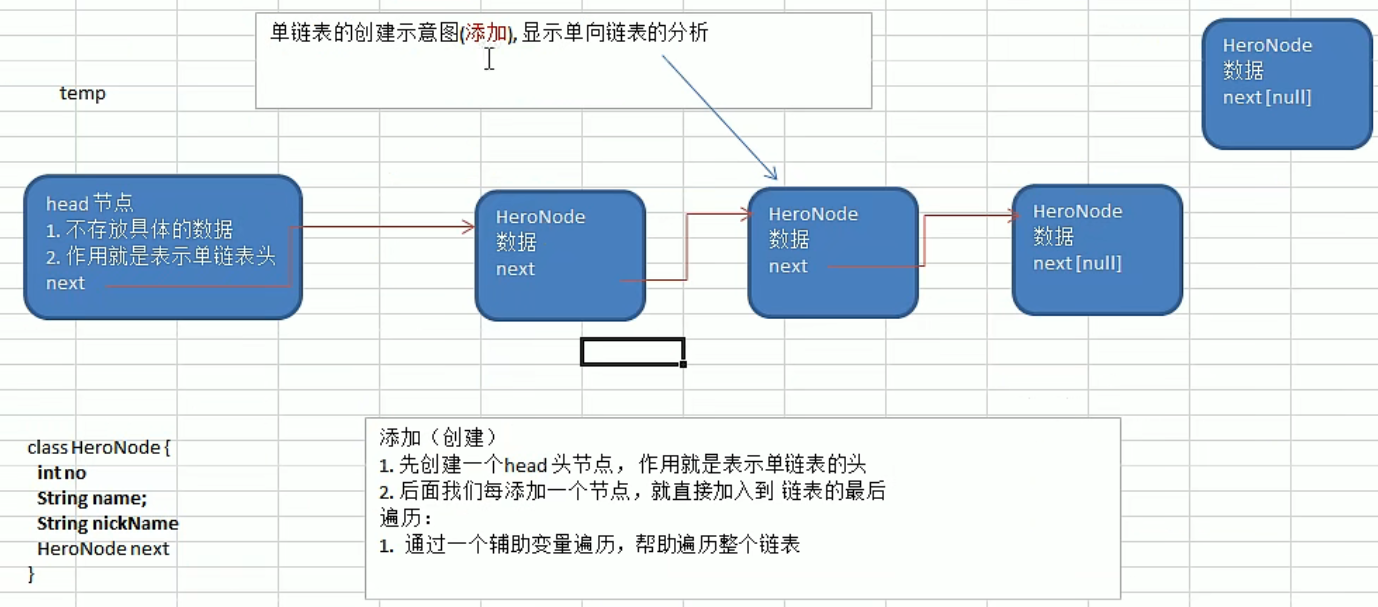 单链表的创建示意图(添加), 显示单向链表的分析
temp
HeroNode
数据
next [null]
head 节点
1. 不存放具体的数据
2. 作用就是表示单链表头
next
HeroNode
数据
next
HeroNode
数据
next
HeroNode
数据
next [null]
class HeroNode {
int no
String name;
String nickName
HeroNode next
}
添加（创建）
1. 先创建一个head 头节点，作用就是表示单链表的头
2. 后面我们每添加一个节点，就直接加入到 链表的最后
遍历：
1. 通过一个辅助变量遍历，帮助遍历整个链表